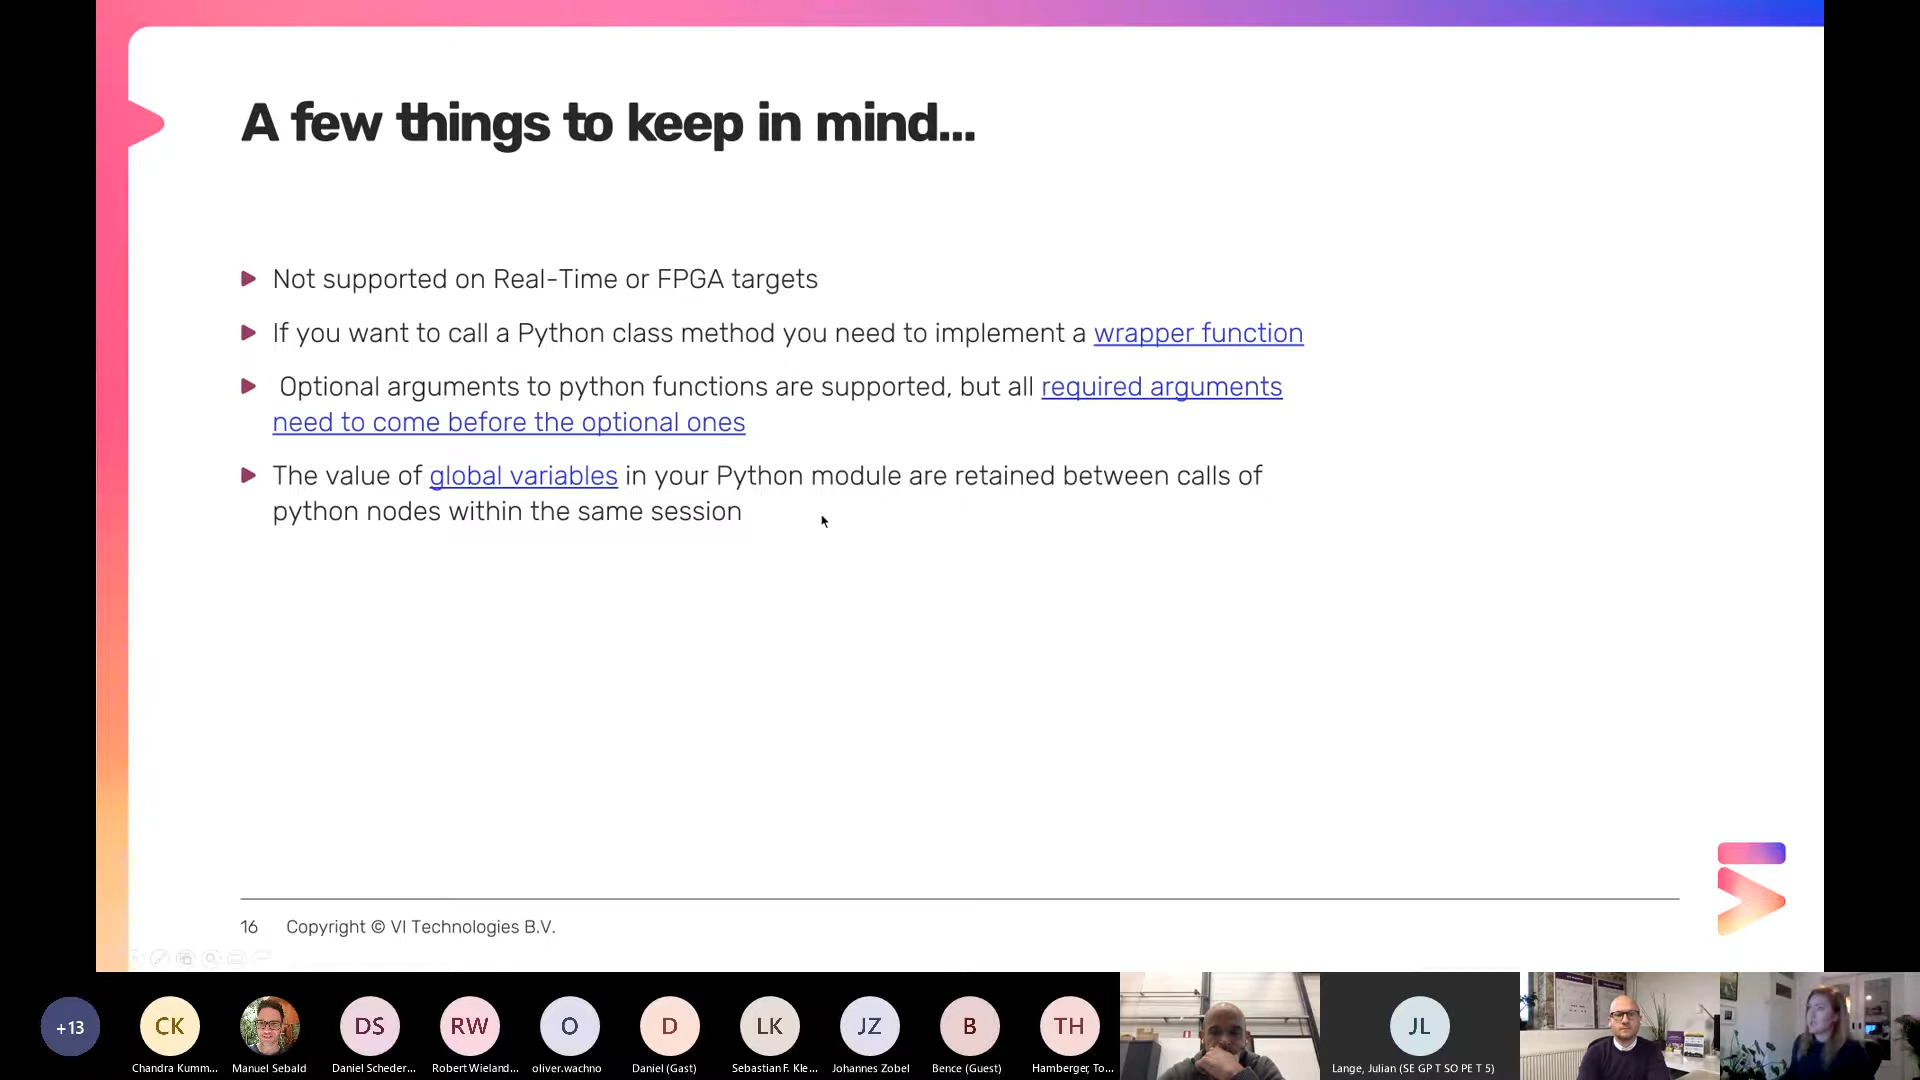 A few things to keep in mind...
Not supported on Real-Time or FPGA targets
If you want to call a Python class method you need to implement a wrapper function
Optional arguments to python functions are supported, but all required arguments
need to come before the optional ones
The value of global variables in your Python module are retained between calls of
python nodes within the same session
16 Copyright © VI Technologies B.V.
+13 CK DS RW O D LK JZ B TH JL
Chandra Kumm... Manuel Sebald Daniel Scheder... Robert Wieland... oliver.wachno Daniel (Gast) Sebastian F. Kle... Johannes Zobel Bence (Guest) Hamberger, To... Lange, Julian (SE GP T SO PE T 5)